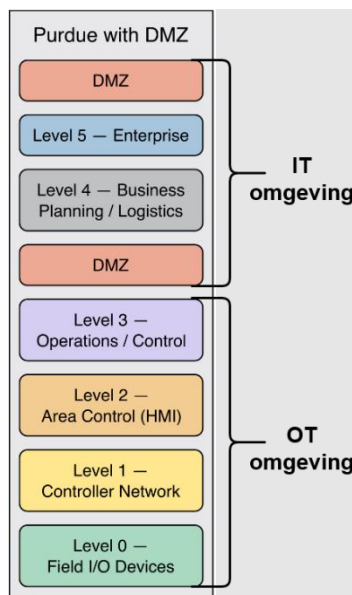 Purdue with DMZ
DMZ
Level 5 — Enterprise
Level 4 — Business
Planning / Logistics
DMZ
IT
omgeving
Level 3 —
Operations / Control
Level 2 —
Area Control (HMI)
Level 1 —
Controller Network
Level 0 —
Field I/O Devices
OT
omgeving